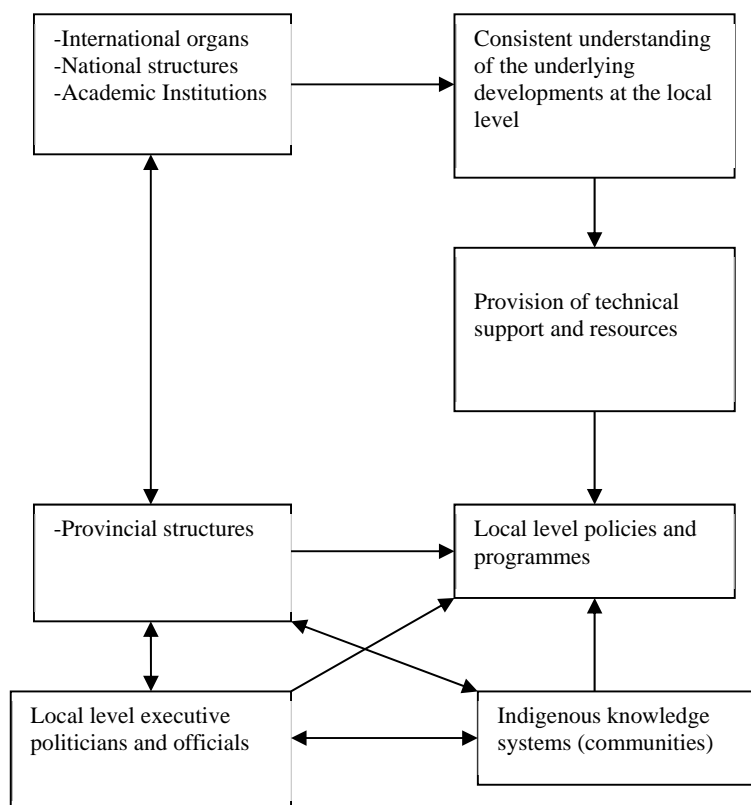 -International organs
-National structures
-Academic Institutions
Consistent understanding
of the underlying
developments at the local
level
Provision of technical
support and resources
-Provincial structures
Local level policies and
programmes
Local level executive
politicians and officials
Indigenous knowledge
systems (communities)